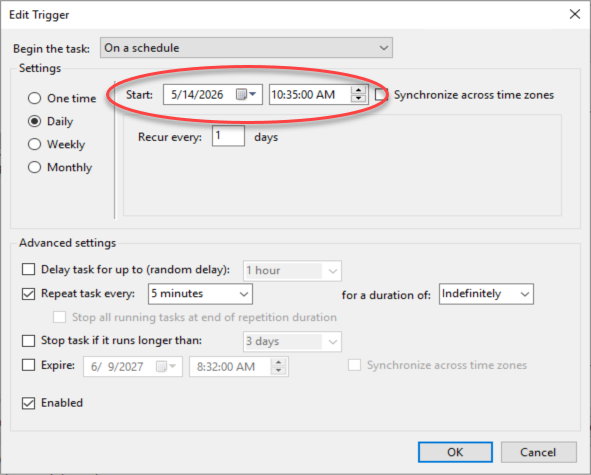 Edit Trigger
Begin the task: On a schedule
Settings
Start: 5/14/2026 10:35:00 AM Synchronize across time zones
One time
Daily
Weekly
Monthly
Recur every: 1 days
Advanced settings
Delay task for up to (random delay): 1 hour
Repeat task every: 5 minutes for a duration of: Indefinitely
Stop all running tasks at end of repetition duration
Stop task if it runs longer than: 3 days
Expire: 6/ 9/2027 8:32:00 AM Synchronize across time zones
Enabled
OK Cancel